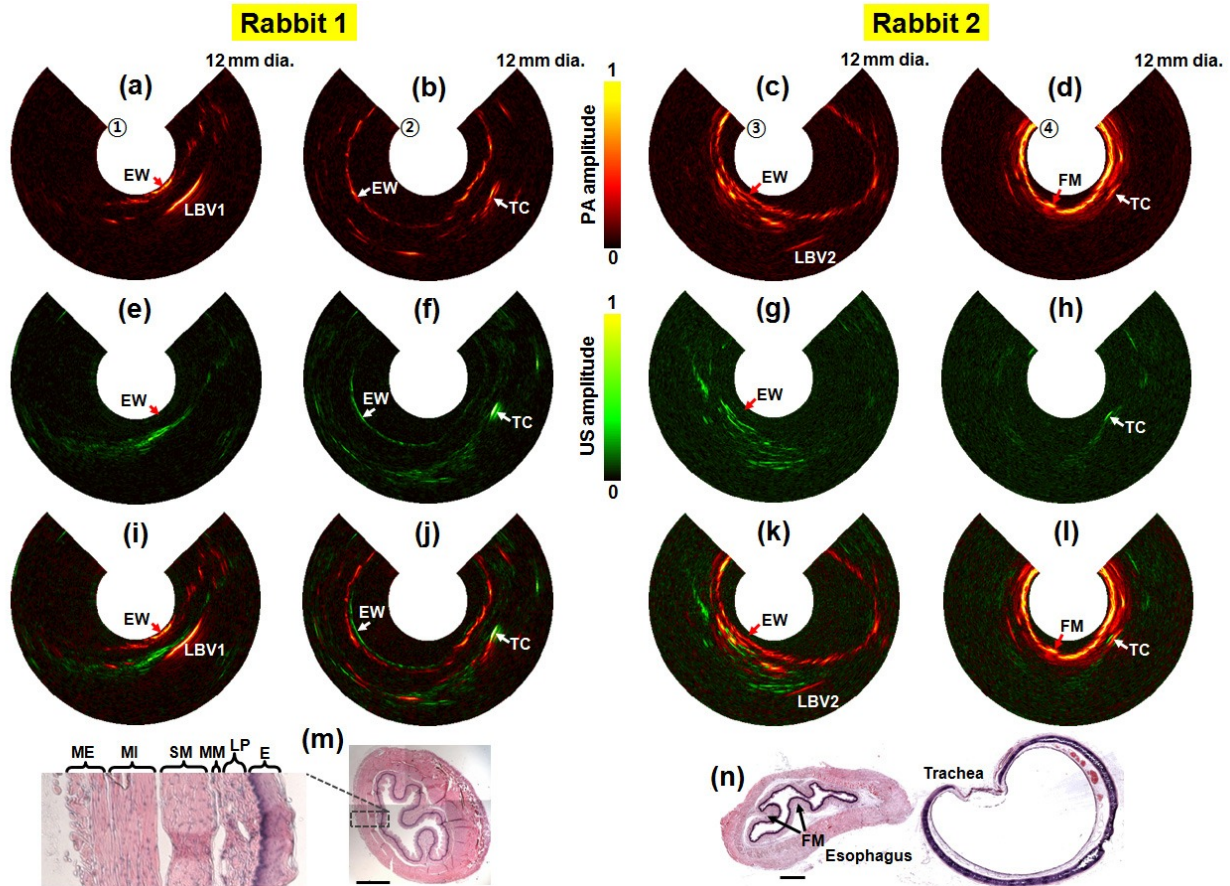 Rabbit 1
Rabbit 2
12 mm dia.
12 mm dia.
12 mm dia.
12 mm dia.
(a)
(b)
(c)
(d)
①
②
③
④
1
PA amplitude
0
1
EW
LBV1
EW
TC
EW
LBV2
FM
TC
(e)
(f)
(g)
(h)
1
US amplitude
0
EW
EW
TC
EW
TC
(i)
(j)
(k)
(l)
EW
LBV1
EW
TC
EW
LBV2
FM
TC
ME MI SM MM LP E
(m)
(n)
FM
Esophagus
Trachea